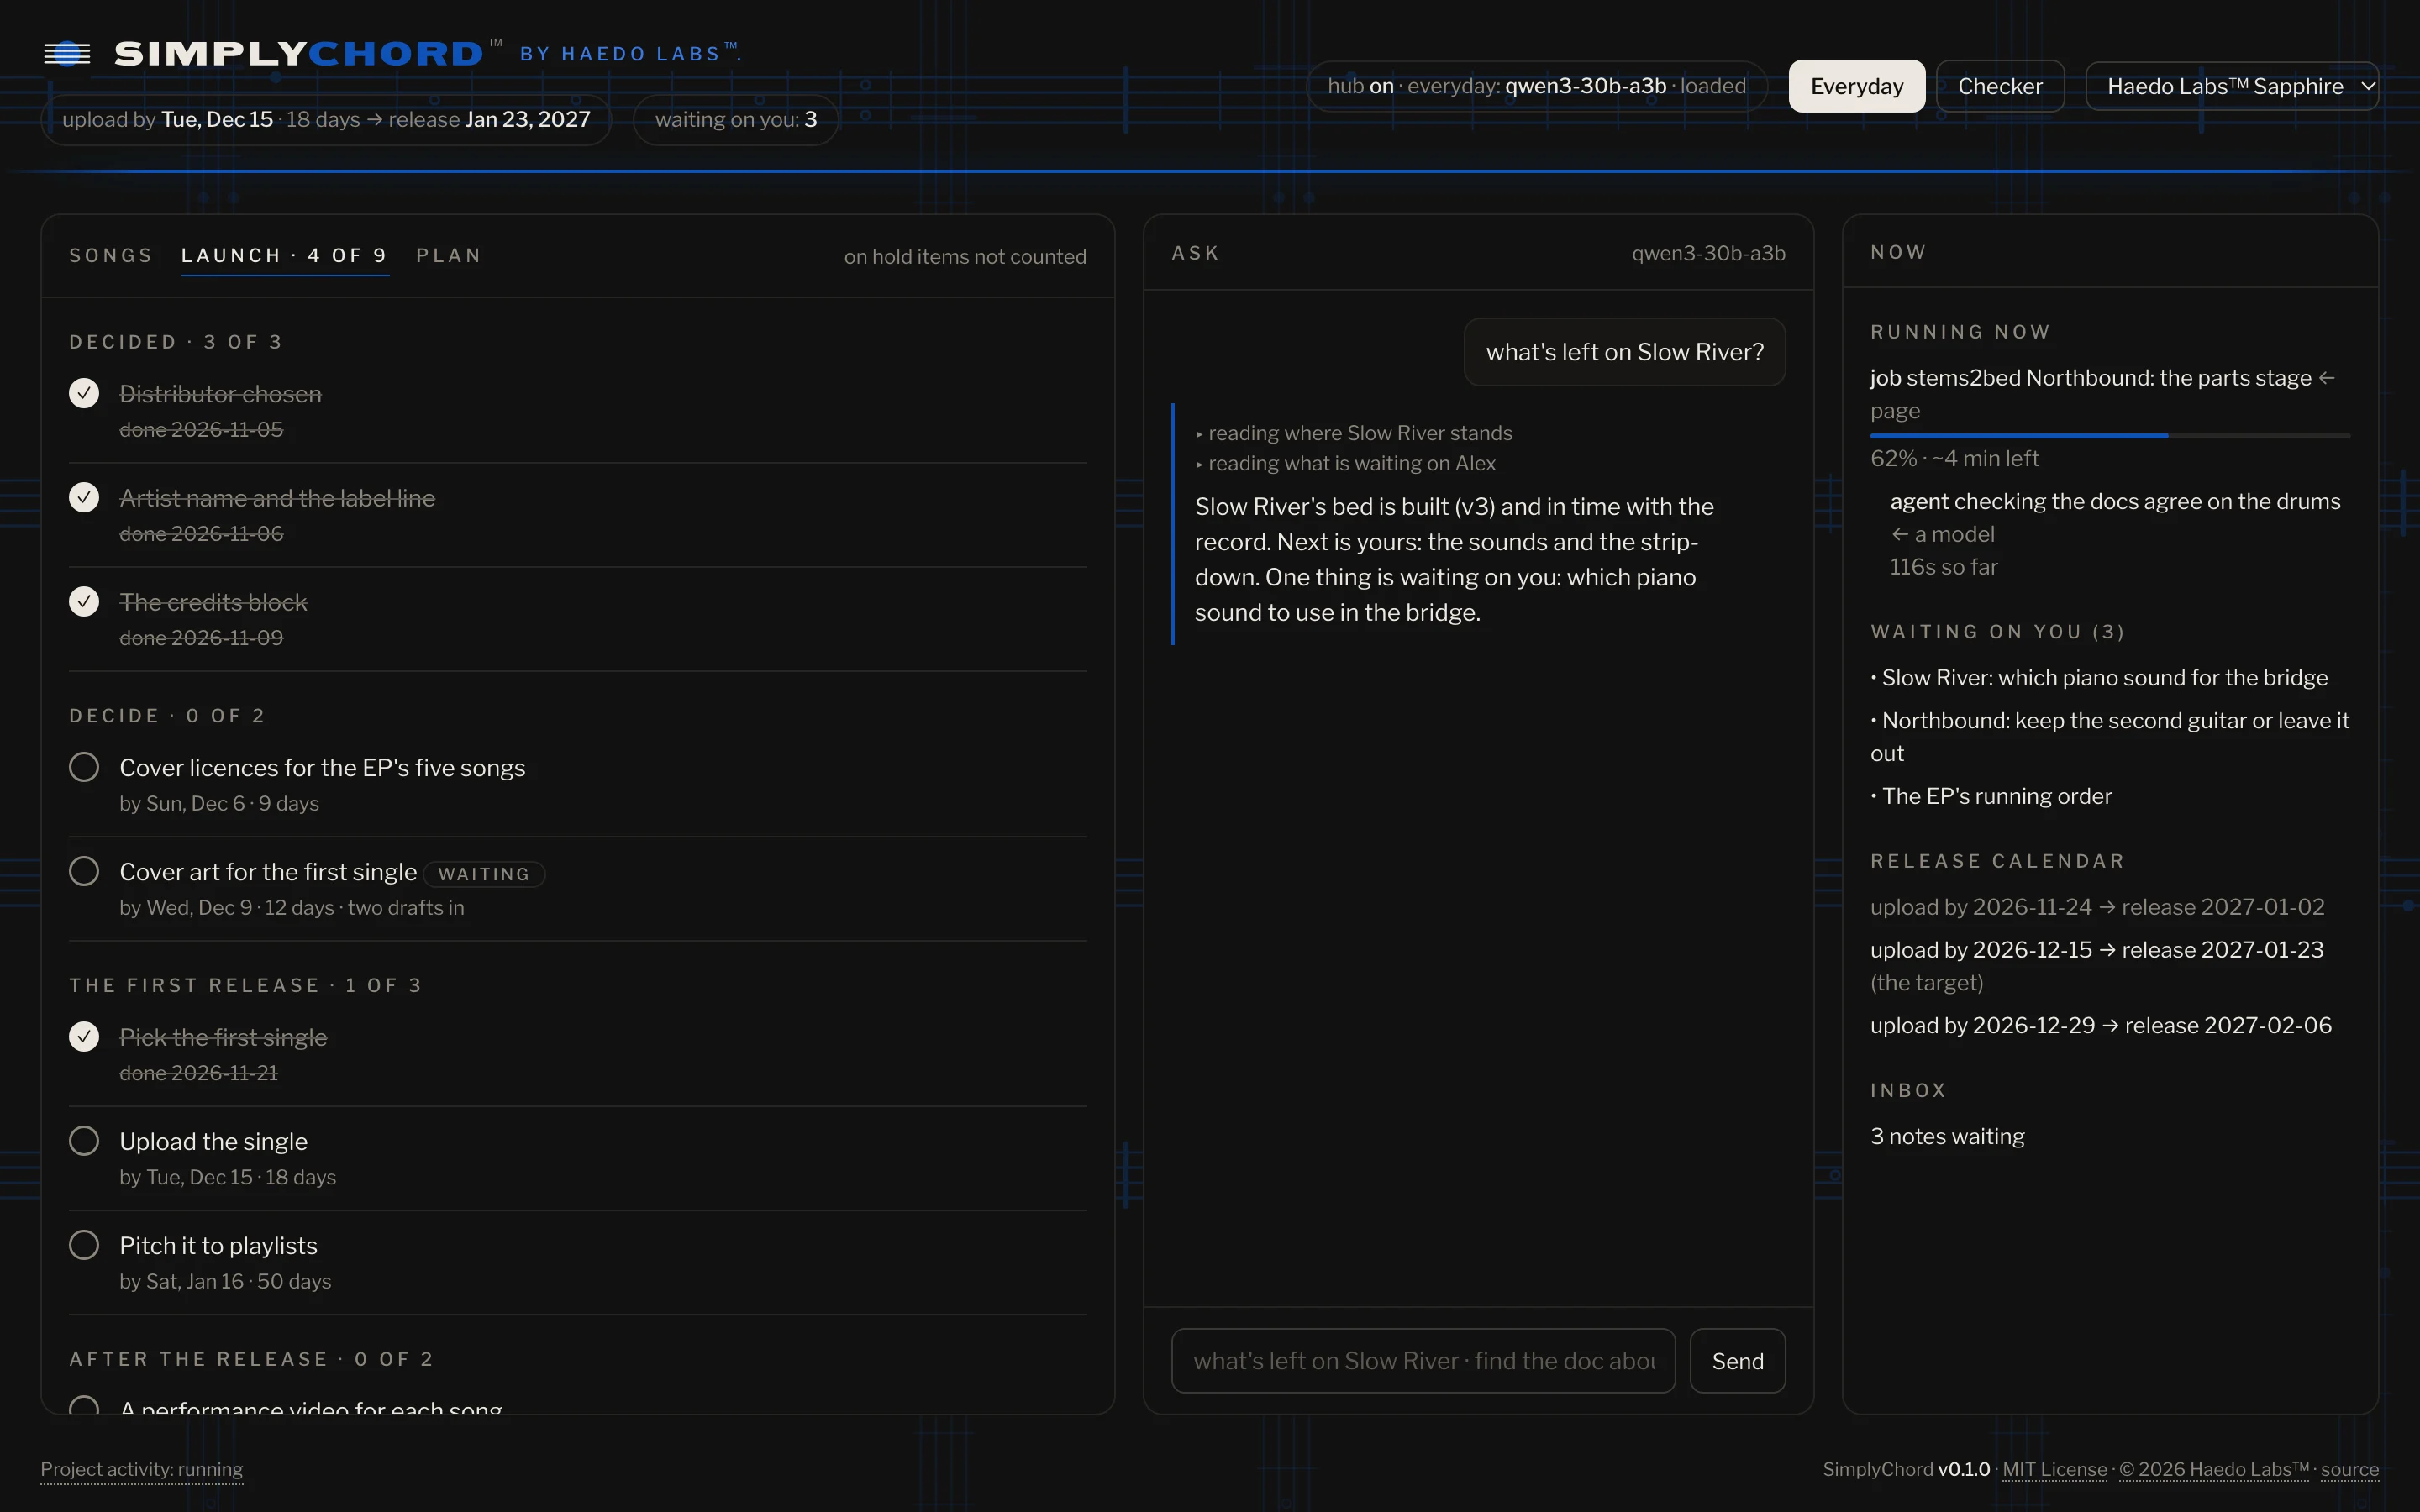 SIMPLYCHORD™ BY HAEDO LABS™.
upload by Tue, Dec 15 · 18 days → release Jan 23, 2027
waiting on you: 3
hub on · everyday: qwen3-30b-a3b · loaded
Everyday
Checker
Haedo Labs™ Sapphire
SONGS
LAUNCH · 4 OF 9
PLAN
on hold items not counted
DECIDED · 3 OF 3
Distributor chosen
done 2026-11-05
Artist name and the label line
done 2026-11-06
The credits block
done 2026-11-09
DECIDE · 0 OF 2
Cover licences for the EP's five songs
by Sun, Dec 6 · 9 days
Cover art for the first single WAITING
by Wed, Dec 9 · 12 days · two drafts in
THE FIRST RELEASE · 1 OF 3
Pick the first single
done 2026-11-21
Upload the single
by Tue, Dec 15 · 18 days
Pitch it to playlists
by Sat, Jan 16 · 50 days
AFTER THE RELEASE · 0 OF 2
A performance video for each song
ASK
qwen3-30b-a3b
what's left on Slow River?
▸ reading where Slow River stands
▸ reading what is waiting on Alex
Slow River's bed is built (v3) and in time with the
record. Next is yours: the sounds and the strip-
down. One thing is waiting on you: which piano
sound to use in the bridge.
what's left on Slow River · find the doc abou
Send
NOW
RUNNING NOW
job stems2bed Northbound: the parts stage ←
page
62% · ~4 min left
agent checking the docs agree on the drums
← a model
116s so far
WAITING ON YOU (3)
• Slow River: which piano sound for the bridge
• Northbound: keep the second guitar or leave it
out
• The EP's running order
RELEASE CALENDAR
upload by 2026-11-24 → release 2027-01-02
upload by 2026-12-15 → release 2027-01-23
(the target)
upload by 2026-12-29 → release 2027-02-06
INBOX
3 notes waiting
Project activity: running
SimplyChord v0.1.0 · MIT License · © 2026 Haedo Labs™ · source